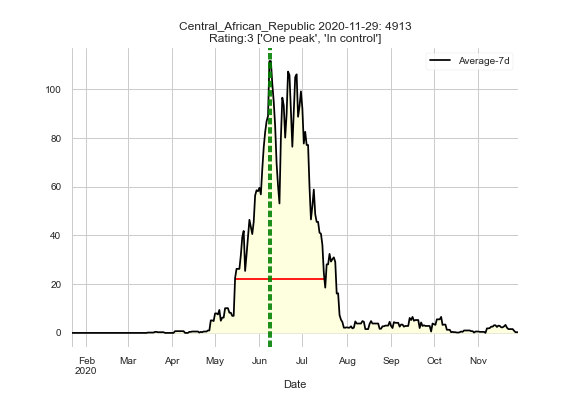 Central_African_Republic 2020-11-29: 4913
Rating:3 ['One peak', 'In control']
Average-7d
100
80
60
40
20
0
Feb Mar Apr May Jun Jul Aug Sep Oct Nov
2020
Date